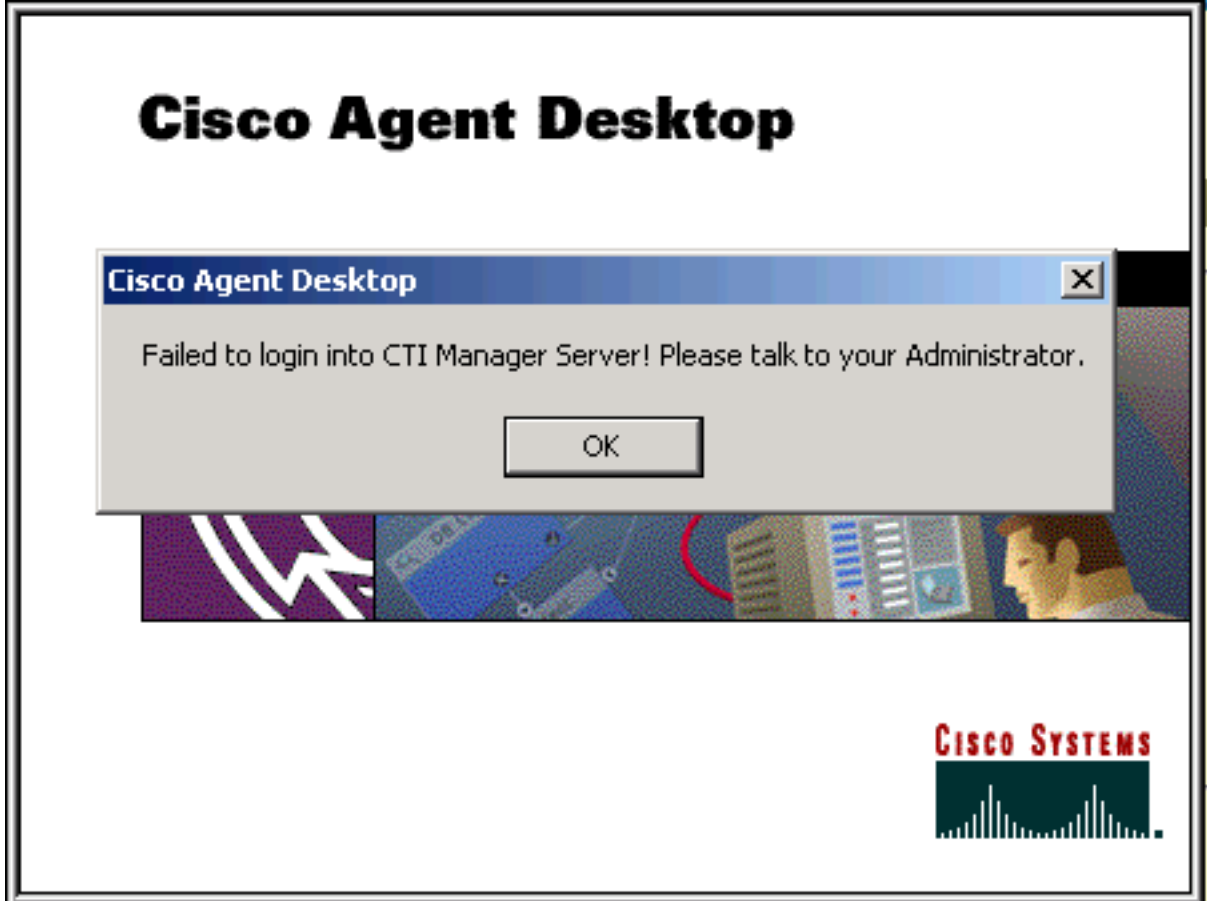 Cisco Agent Desktop
Cisco Agent Desktop
Failed to login into CTI Manager Server! Please talk to your Administrator.
OK
CISCO SYSTEMS